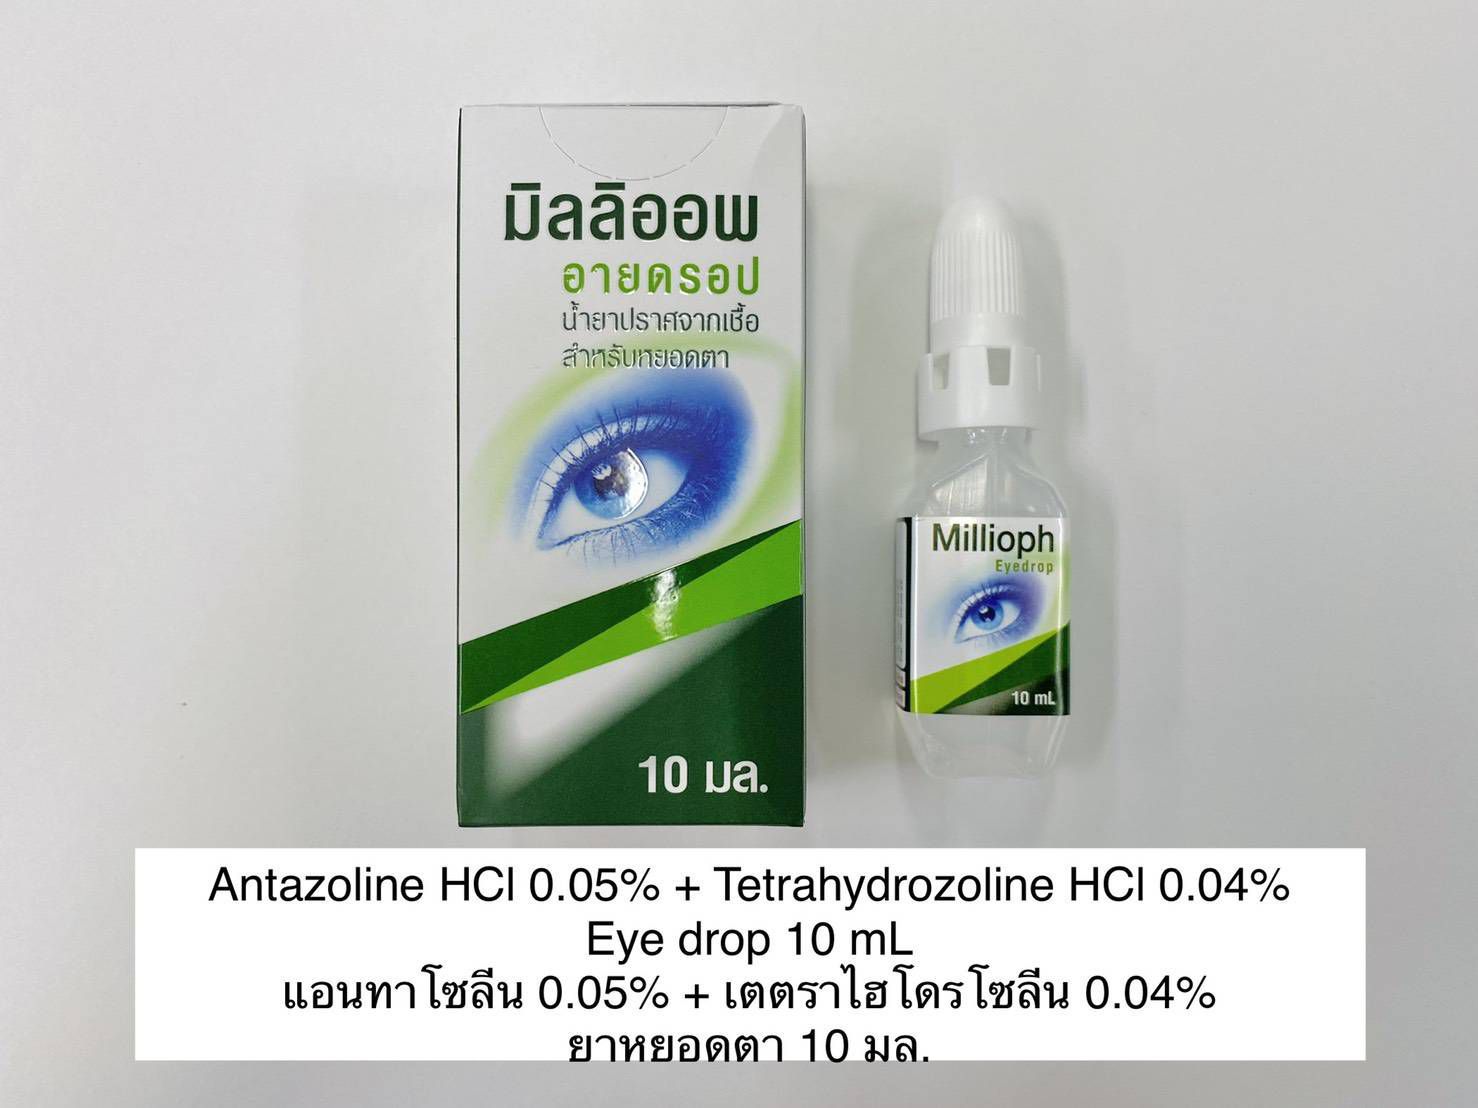 มิลลิออพ
อายดรอป
น้ำยาปราศจากเชื้อ
สำหรับหยอดตา
10 มล.
Millioph
Eyedrop
10 mL
Antazoline HCl 0.05% + Tetrahydrozoline HCl 0.04%
Eye drop 10 mL
แอนทาโซลีน 0.05% + เตตราไฮโดรโซลีน 0.04%
ยาหยอดตา 10 มล.